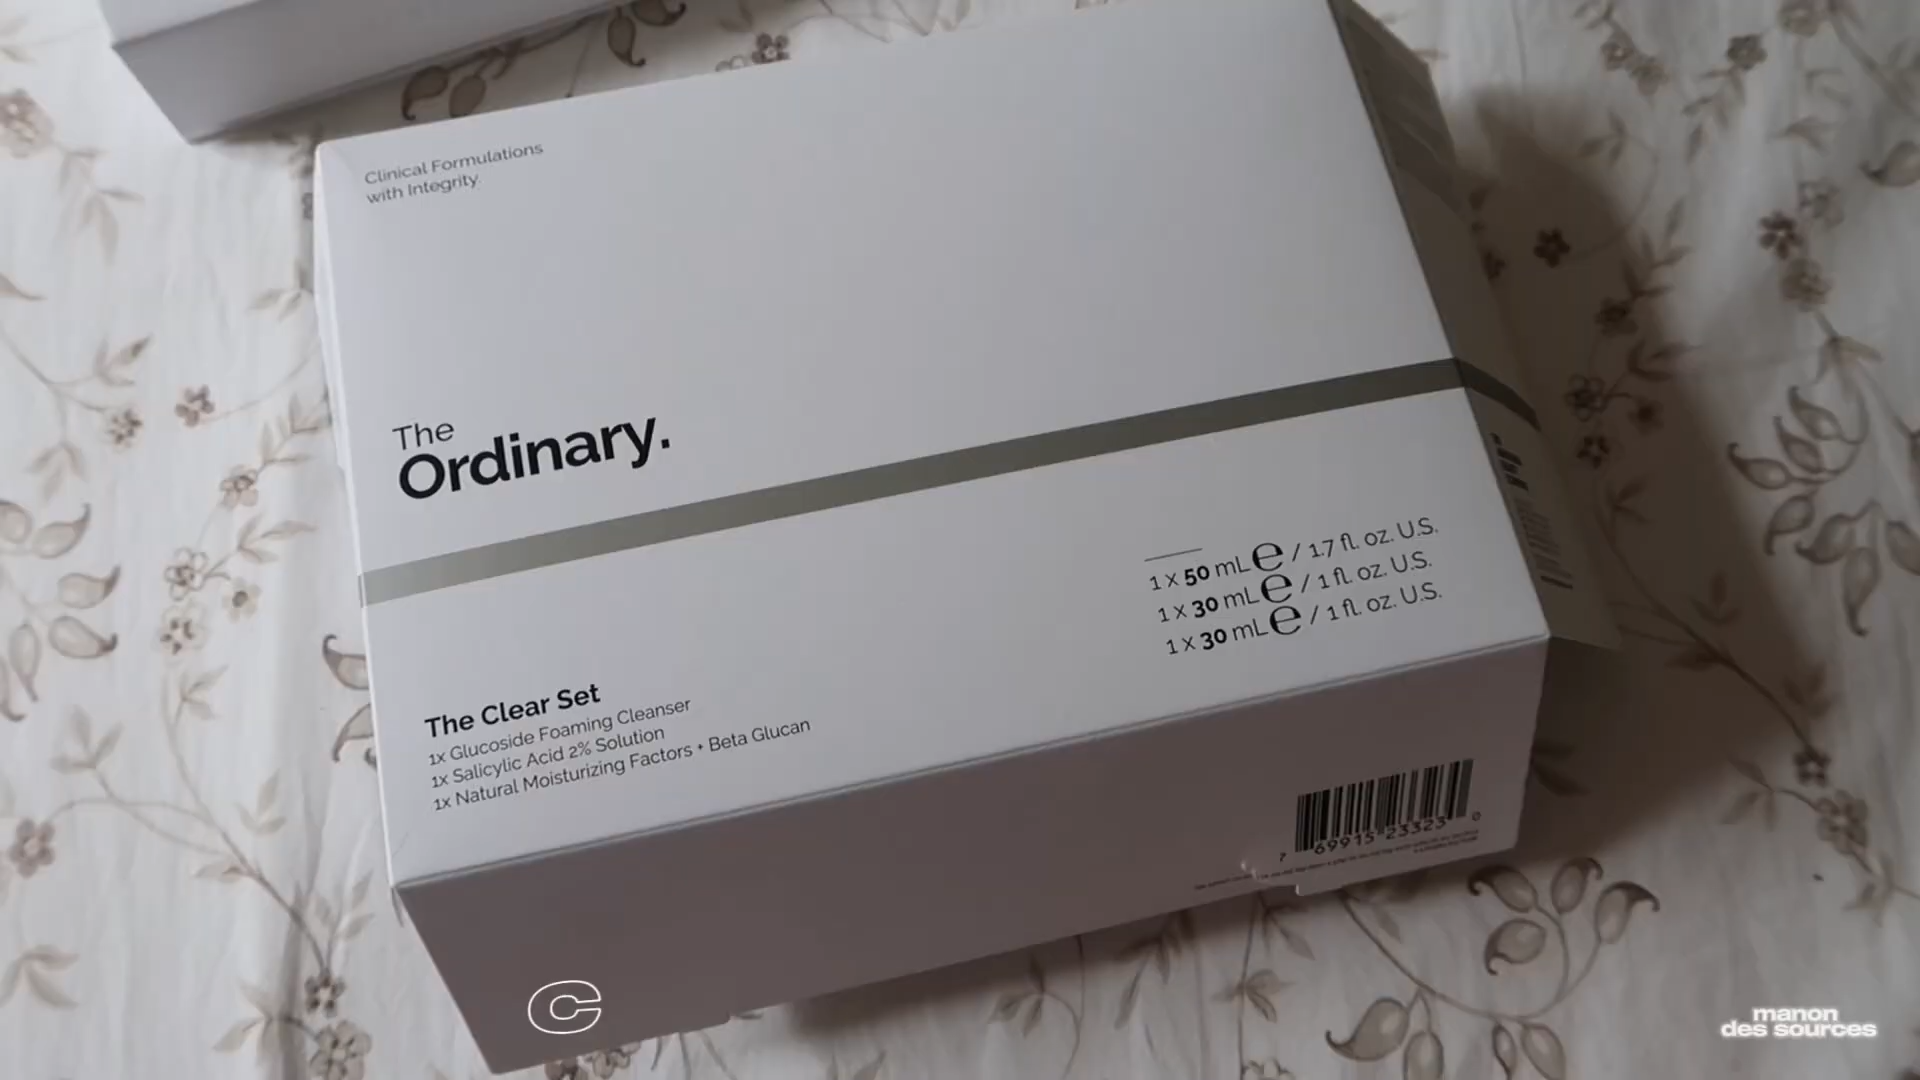 Clinical Formulations
with Integrity.
The
Ordinary.
1 x 50 mL ℮ / 1.7 fl. oz. U.S.
1 x 30 mL ℮ / 1 fl. oz. U.S.
1 x 30 mL ℮ / 1 fl. oz. U.S.
The Clear Set
1x Glucoside Foaming Cleanser
1x Salicylic Acid 2% Solution
1x Natural Moisturizing Factors + Beta Glucan
7 69915 23323 0
C
manon
des sources